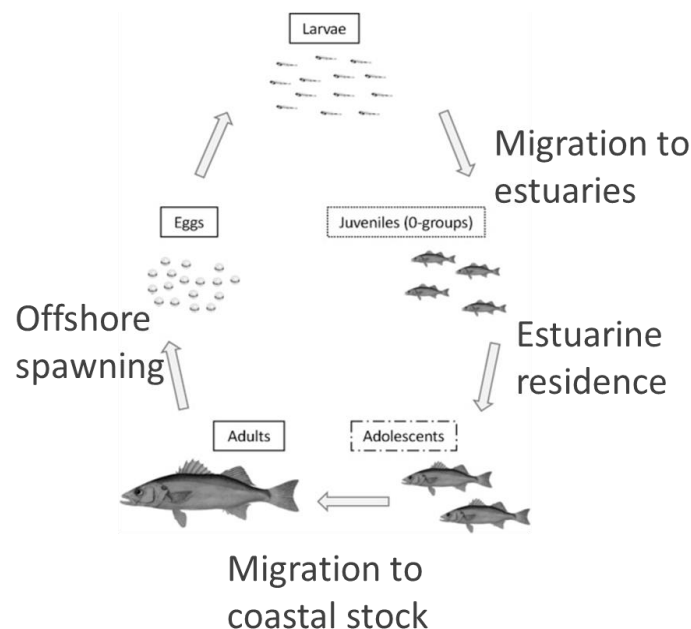 Larvae
Migration to
estuaries
Eggs
Juveniles (0-groups)
Offshore
spawning
Estuarine
residence
Adults
Adolescents
Migration to
coastal stock